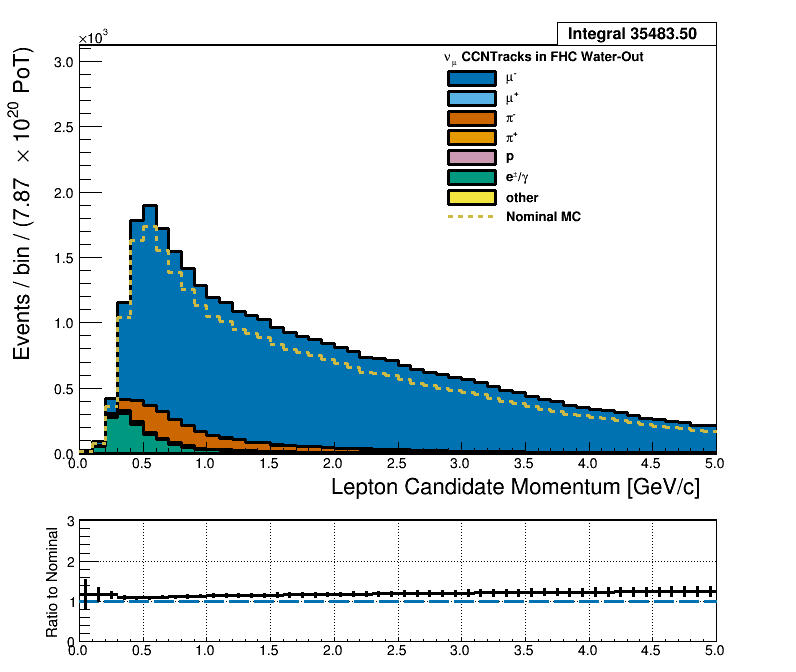 Integral 35483.50
×10³
ν_μ CCNTracks in FHC Water-Out
μ⁻
μ⁺
π⁻
π⁺
p
e^±/γ
other
Nominal MC
Events / bin / (7.87 × 10²⁰ PoT)
3.0
2.5
2.0
1.5
1.0
0.5
0.0
0.0 0.5 1.0 1.5 2.0 2.5 3.0 3.5 4.0 4.5 5.0
Lepton Candidate Momentum [GeV/c]
Ratio to Nominal
3
2
1
0
0.0 0.5 1.0 1.5 2.0 2.5 3.0 3.5 4.0 4.5 5.0